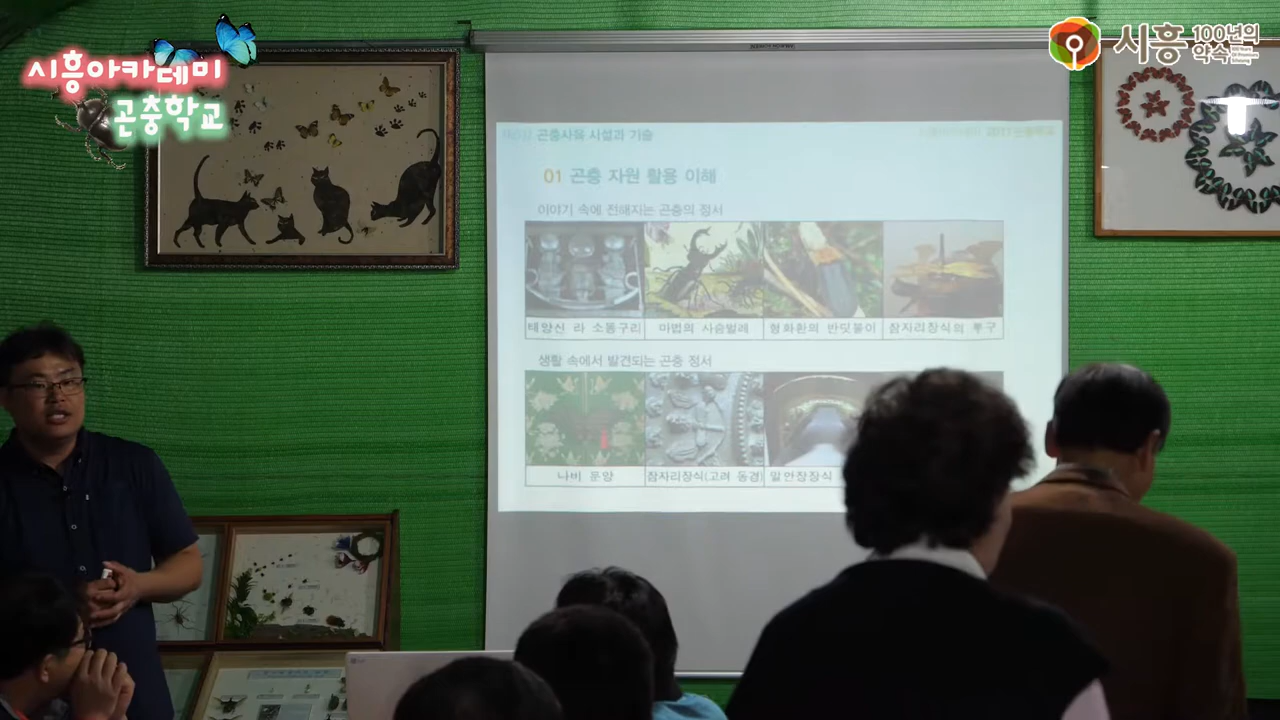 시흥아카데미
곤충학교
시흥 100년의 약속
곤충사육 시설과 기술
01 곤충 자원 활용 이해
이야기 속에 전해지는 곤충의 정서
태양신 라 소똥구리
마법의 사슴벌레
형화환의 반딧불이
잠자리장식의 투구
생활 속에서 발견되는 곤충 정서
나비 문양
잠자리장식(고려 동경)
말안장장식